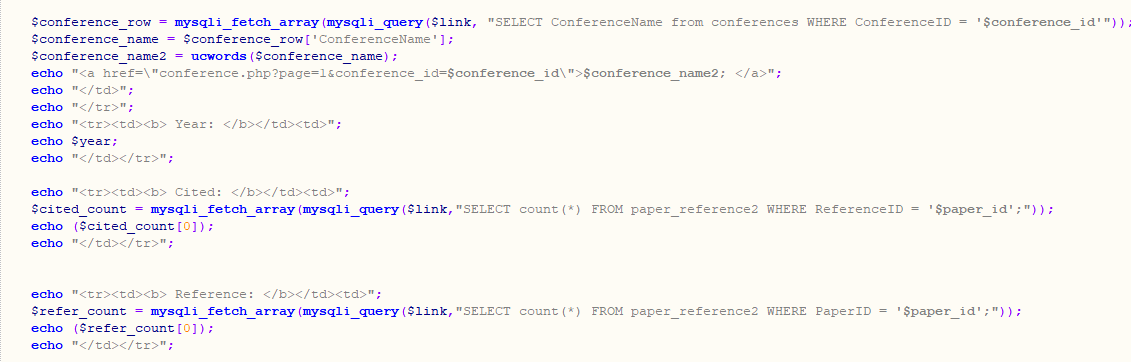 $conference_row = mysqli_fetch_array(mysqli_query($link, "SELECT ConferenceName from conferences WHERE ConferenceID = '$conference_id'"));
$conference_name = $conference_row['ConferenceName'];
$conference_name2 = ucwords($conference_name);
echo "<a href=\"conference.php?page=1&conference_id=$conference_id\">$conference_name2; </a>";
echo "</td>";
echo "</tr>";
echo "<tr><td><b> Year: </b></td><td>";
echo $year;
echo "</td></tr>";
echo "<tr><td><b> Cited: </b></td><td>";
$cited_count = mysqli_fetch_array(mysqli_query($link,"SELECT count(*) FROM paper_reference2 WHERE ReferenceID = '$paper_id';"));
echo ($cited_count[0]);
echo "</td></tr>";
echo "<tr><td><b> Reference: </b></td><td>";
$refer_count = mysqli_fetch_array(mysqli_query($link,"SELECT count(*) FROM paper_reference2 WHERE PaperID = '$paper_id';"));
echo ($refer_count[0]);
echo "</td></tr>";